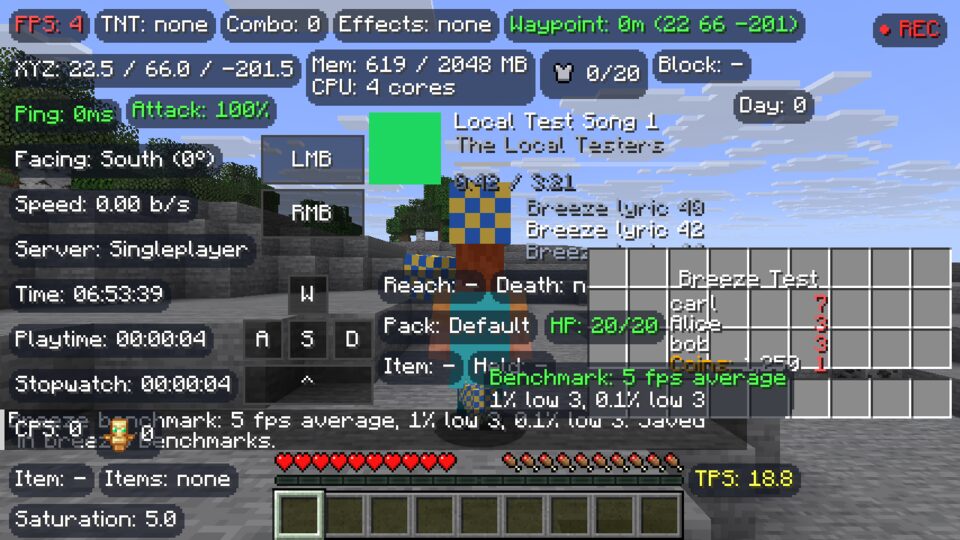 FPS: 4
TNT: none
Combo: 0
Effects: none
Waypoint: 0m (22 66 -201)
REC
XYZ: 22.5 / 66.0 / -201.5
Mem: 619 / 2048 MB
CPU: 4 cores
0/20
Block: -
Day: 0
Ping: 0ms
Attack: 100%
Local Test Song 1
The Local Testers
0:42 / 3:21
Facing: South (0°)
LMB
RMB
Speed: 0.00 b/s
Breeze lyric 40
Breeze lyric 42
Breeze lyric
Server: Singleplayer
Breeze Test
Reach: -
Death: n
Time: 06:53:39
W
carl 7
Alice 3
bob 3
Coins: 1,250 1
Pack: Default
HP: 20/20
Playtime: 00:00:04
A
S
D
Item: -
Held: -
Stopwatch: 00:00:04
^
Benchmark: 5 fps average
1% low 3, 0.1% low 3
Breeze benchmark: 5 fps average, 1% low 3, 0.1% low 3. Saved
in breeze benchmarks.
CPS: 0
0
Item: -
Items: none
TPS: 18.8
Saturation: 5.0